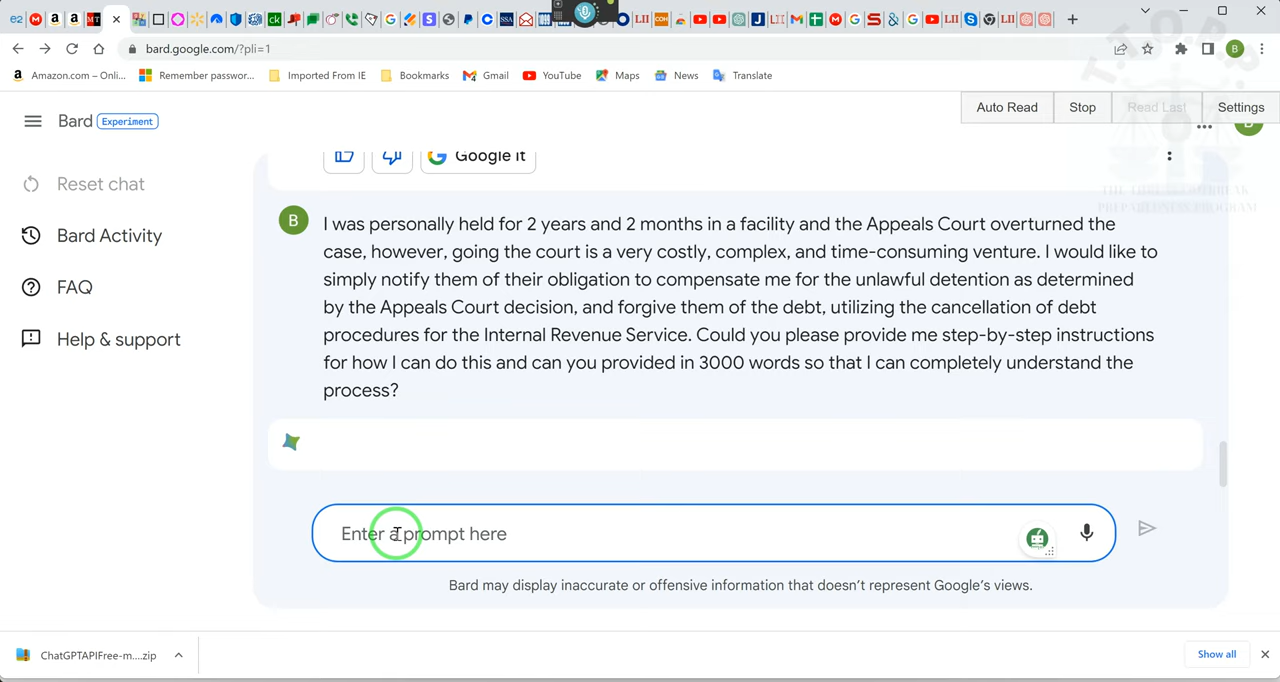 bard.google.com/?pli=1
Amazon.com – Onli...
Remember passwor...
Imported From IE
Bookmarks
Gmail
YouTube
Maps
News
Translate
Bard Experiment
Auto Read
Stop
Read Last
Settings
Reset chat
Bard Activity
FAQ
Help & support
Google it
B
I was personally held for 2 years and 2 months in a facility and the Appeals Court overturned the
case, however, going the court is a very costly, complex, and time-consuming venture. I would like to
simply notify them of their obligation to compensate me for the unlawful detention as determined
by the Appeals Court decision, and forgive them of the debt, utilizing the cancellation of debt
procedures for the Internal Revenue Service. Could you please provide me step-by-step instructions
for how I can do this and can you provided in 3000 words so that I can completely understand the
process?
Enter a prompt here
Bard may display inaccurate or offensive information that doesn't represent Google's views.
ChatGPTAPIFree-m....zip
Show all